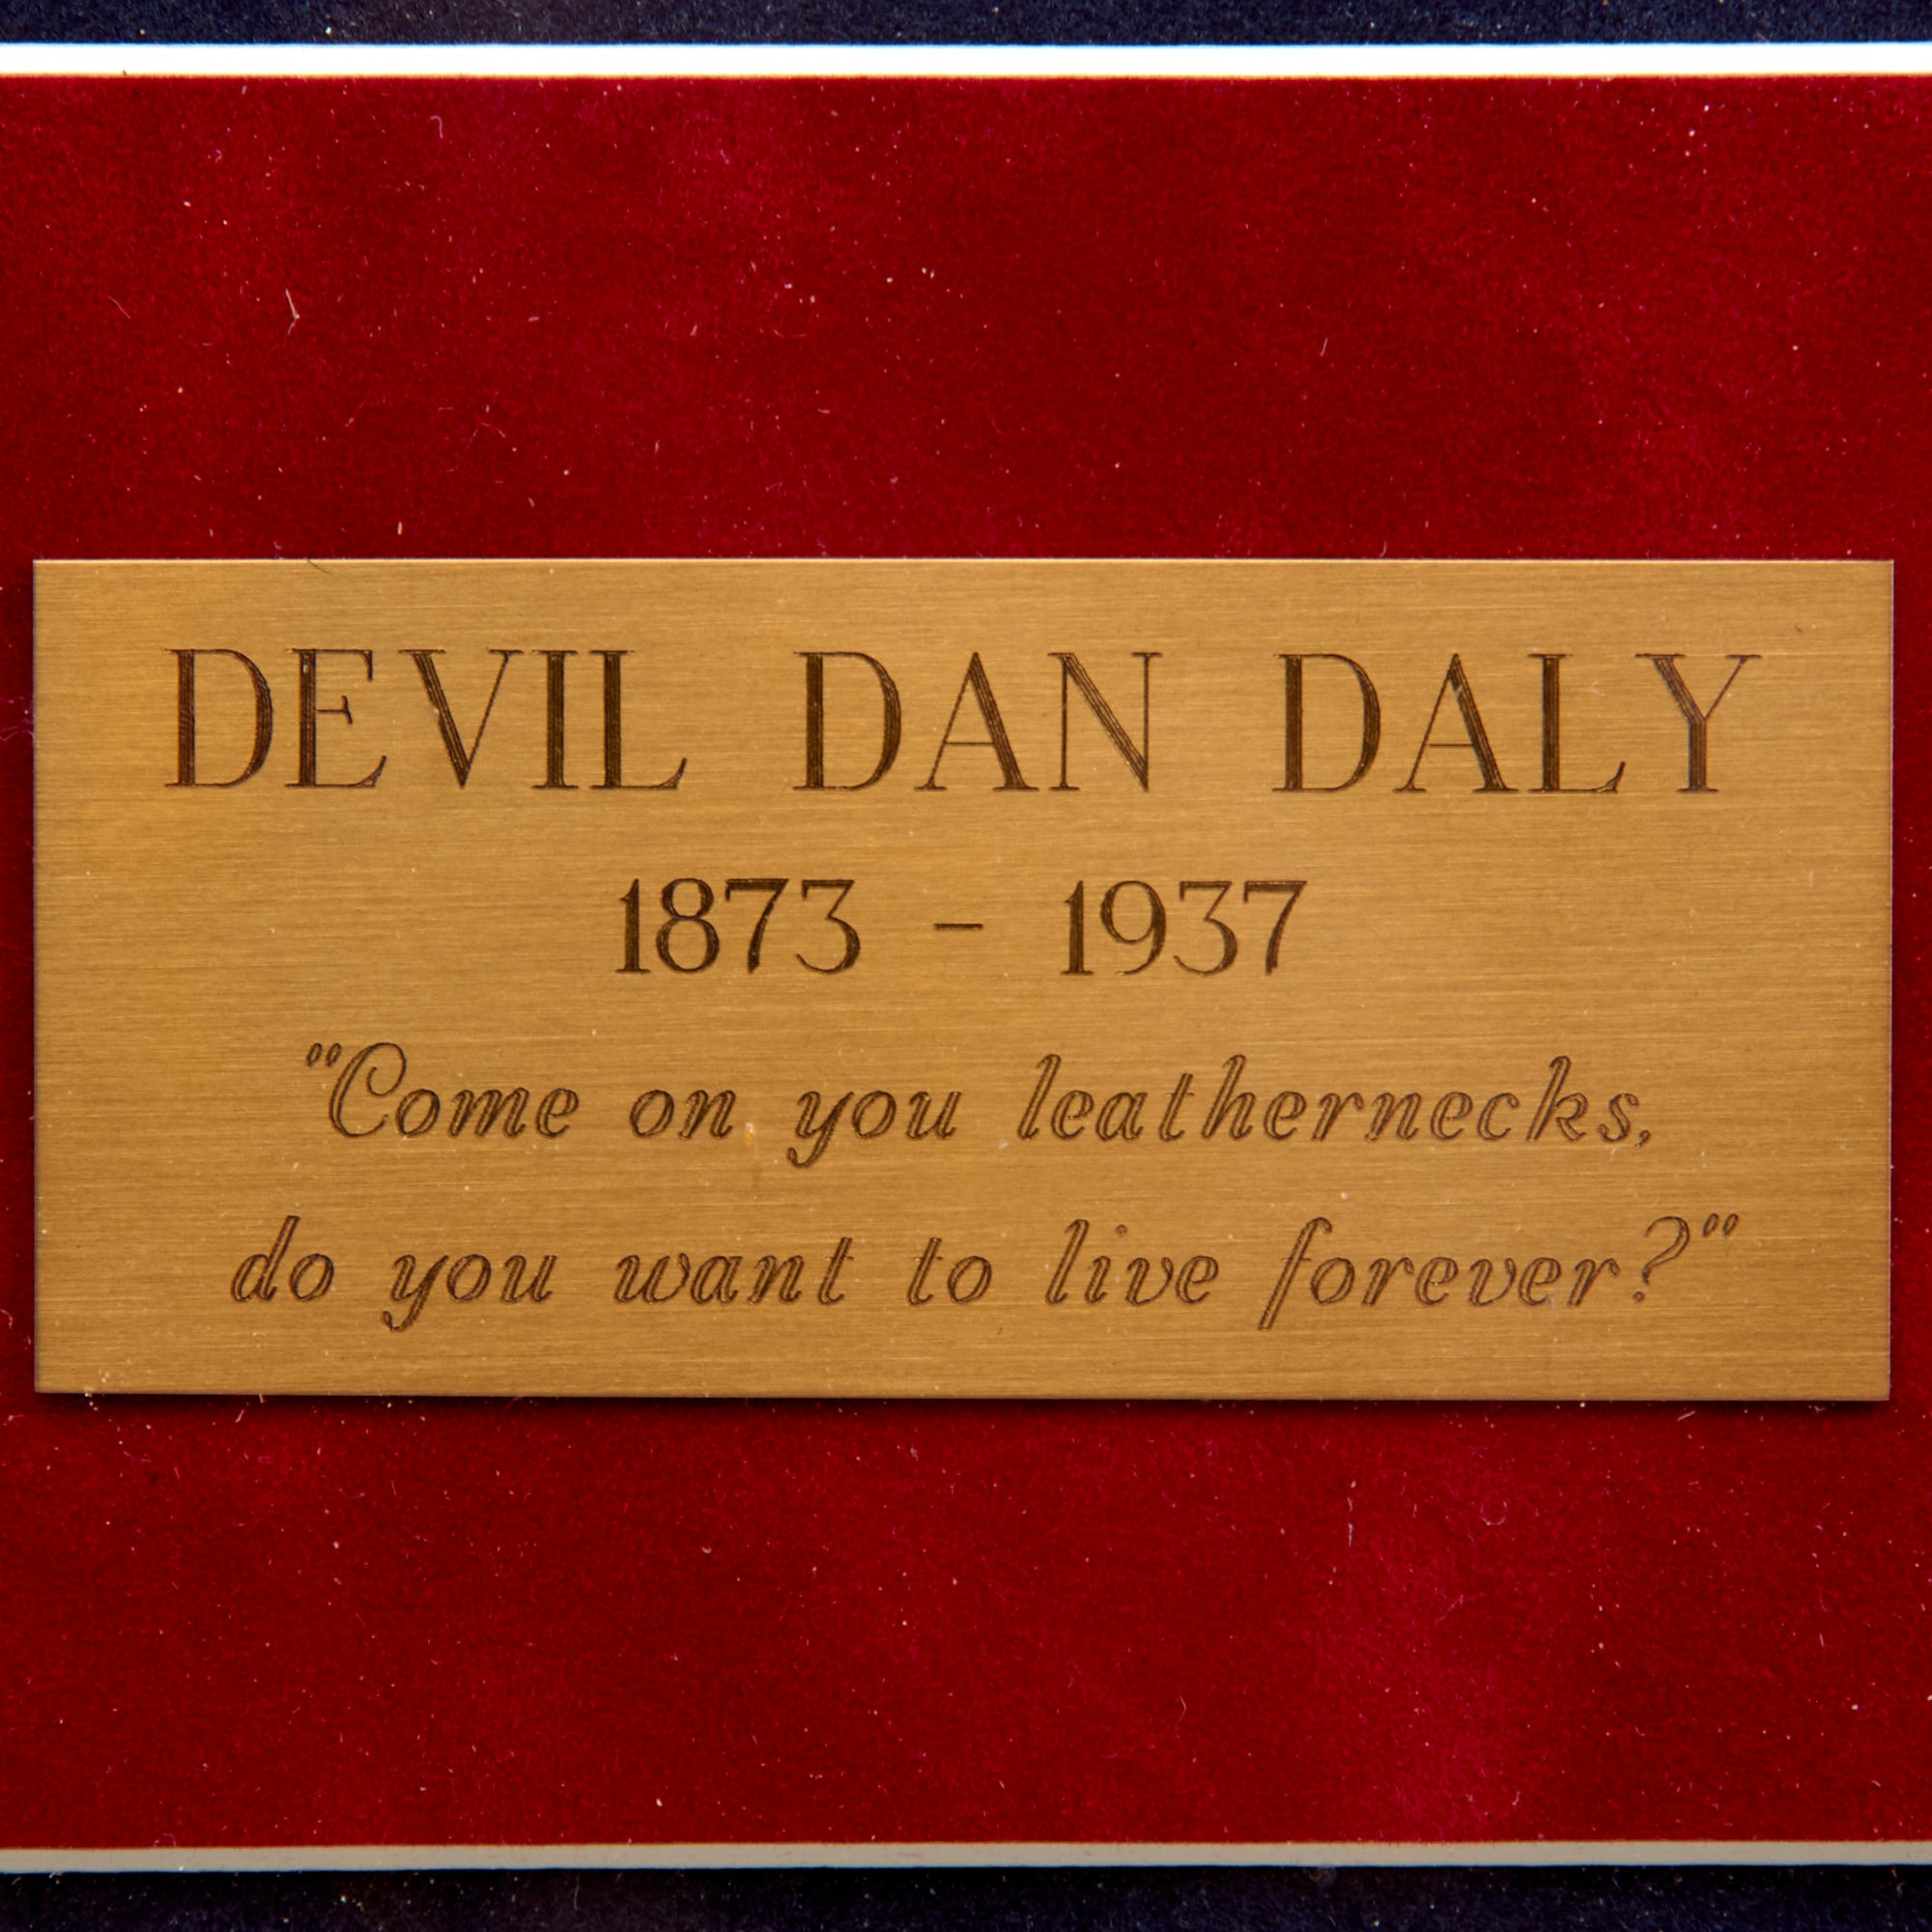 DEVIL DAN DALY
1873 - 1937
"Come on you leathernecks,
do you want to live forever?"